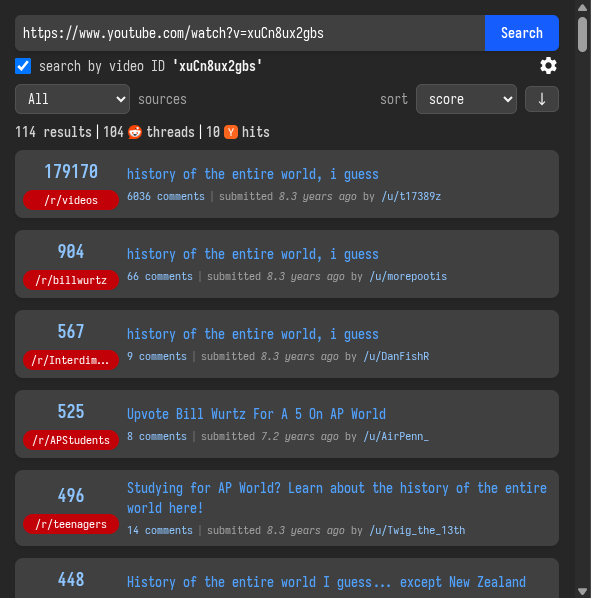 https://www.youtube.com/watch?v=xuCn8ux2gbs Search
search by video ID 'xuCn8ux2gbs'
All sources sort score ↓
114 results | 104 threads | 10 Y hits
179170 history of the entire world, i guess
/r/videos 6036 comments | submitted 8.3 years ago by /u/t17389z
904 history of the entire world, i guess
/r/billwurtz 66 comments | submitted 8.3 years ago by /u/morepootis
567 history of the entire world, i guess
/r/Interdim... 9 comments | submitted 8.3 years ago by /u/DanFishR
525 Upvote Bill Wurtz For A 5 On AP World
/r/APStudents 8 comments | submitted 7.2 years ago by /u/AirPenn_
496 Studying for AP World? Learn about the history of the entire
world here!
/r/teenagers 14 comments | submitted 8.3 years ago by /u/Twig_the_13th
448 History of the entire world I guess... except New Zealand